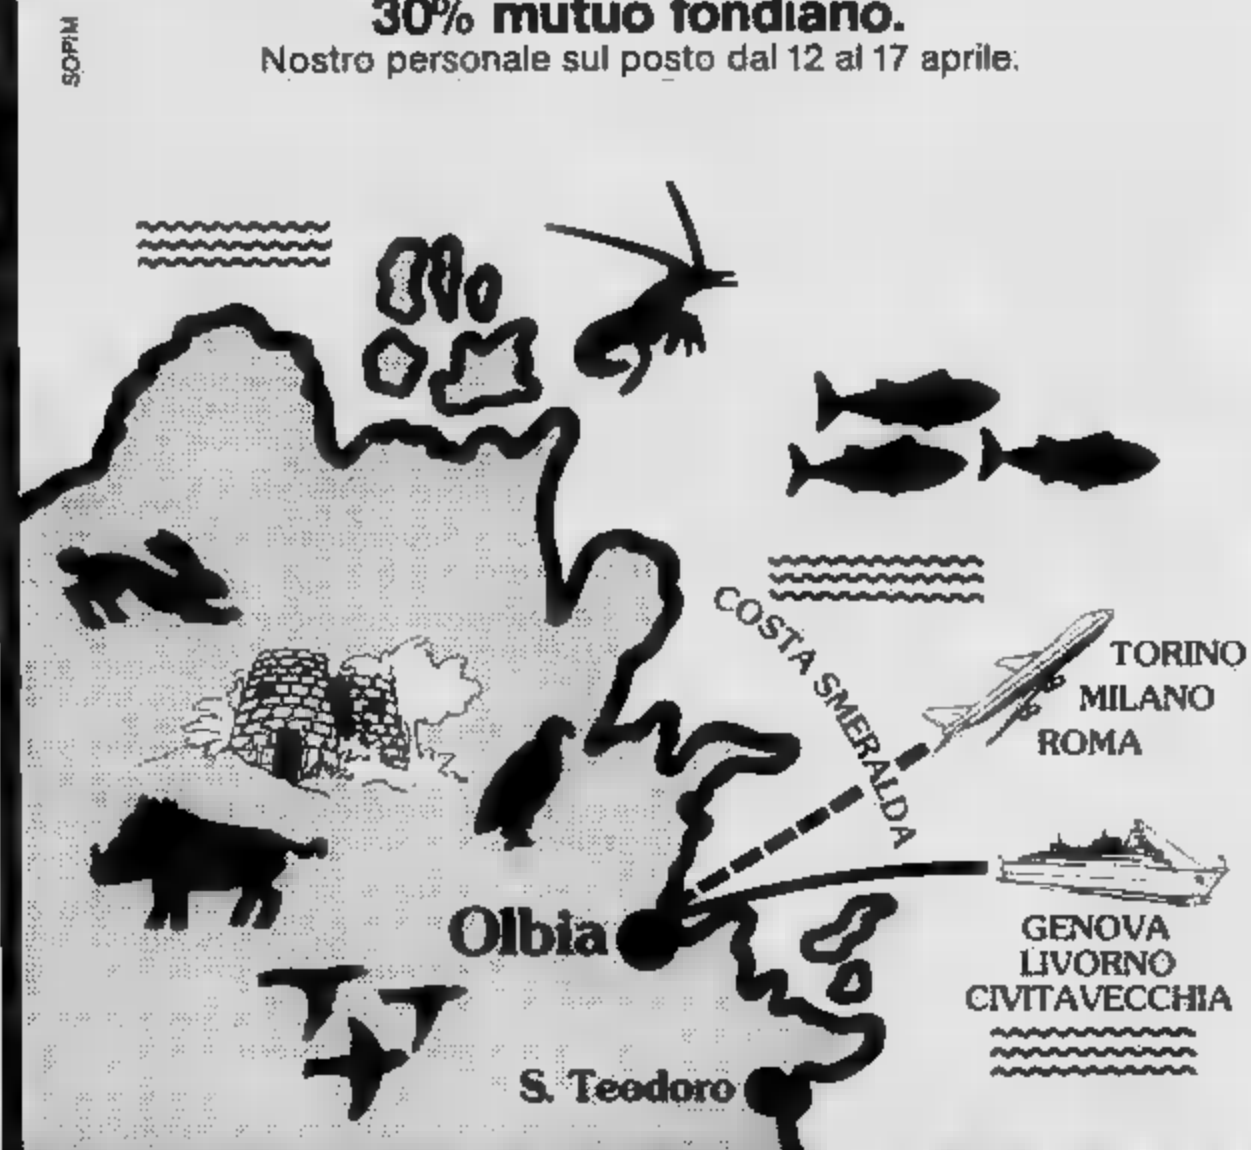 30% mutuo fondiario.
Nostro personale sul posto dal 12 al 17 aprile.
SOPIM
COSTA SMERALDA
TORINO
MILANO
ROMA
Olbia
GENOVA
LIVORNO
CIVITAVECCHIA
S. Teodoro